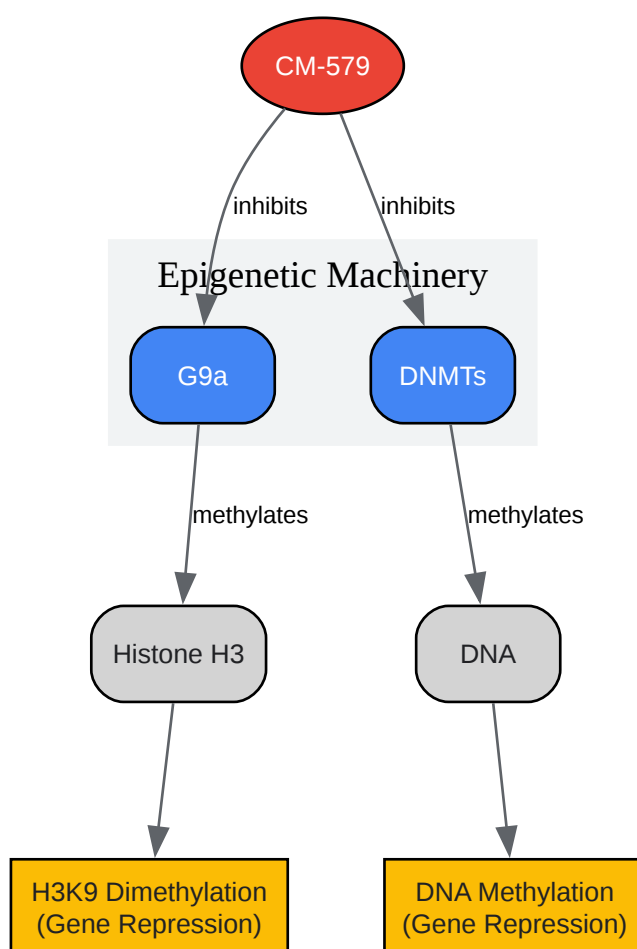 CM-579
inhibits
inhibits
Epigenetic Machinery
G9a
DNMTs
methylates
methylates
Histone H3
DNA
H3K9 Dimethylation
(Gene Repression)
DNA Methylation
(Gene Repression)